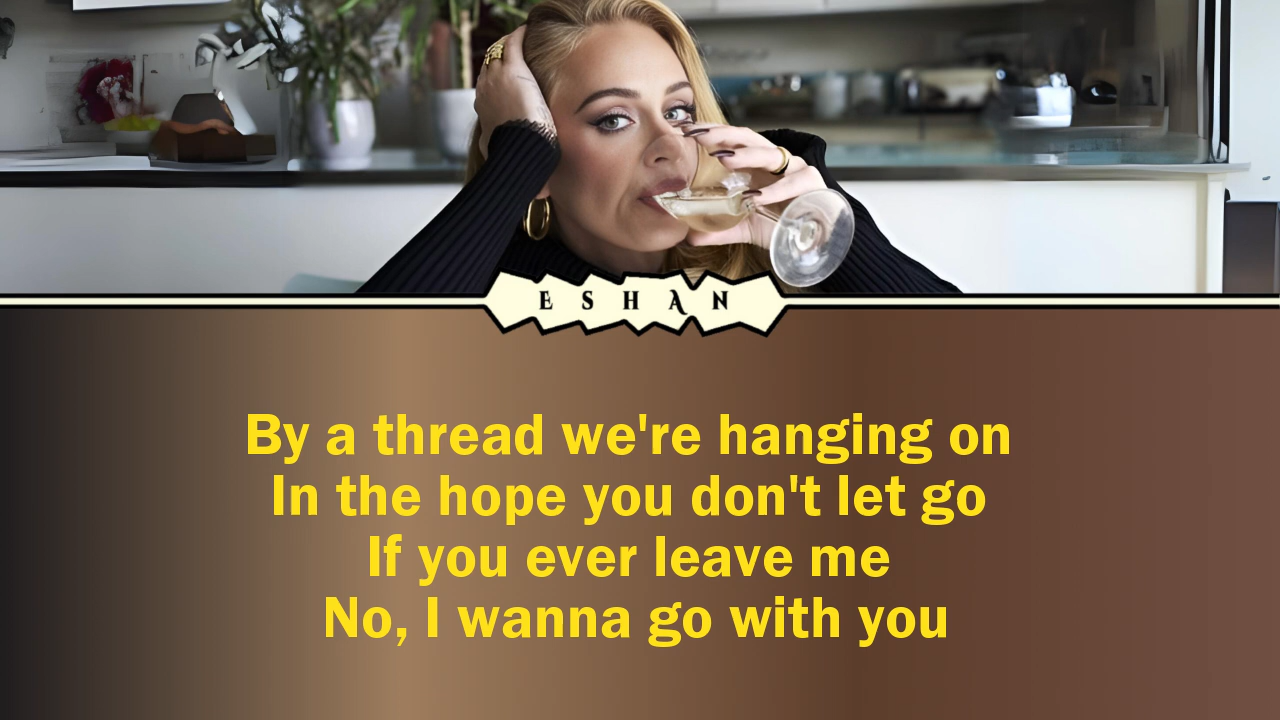 ESHAN
By a thread we're hanging on
In the hope you don't let go
If you ever leave me
No, I wanna go with you